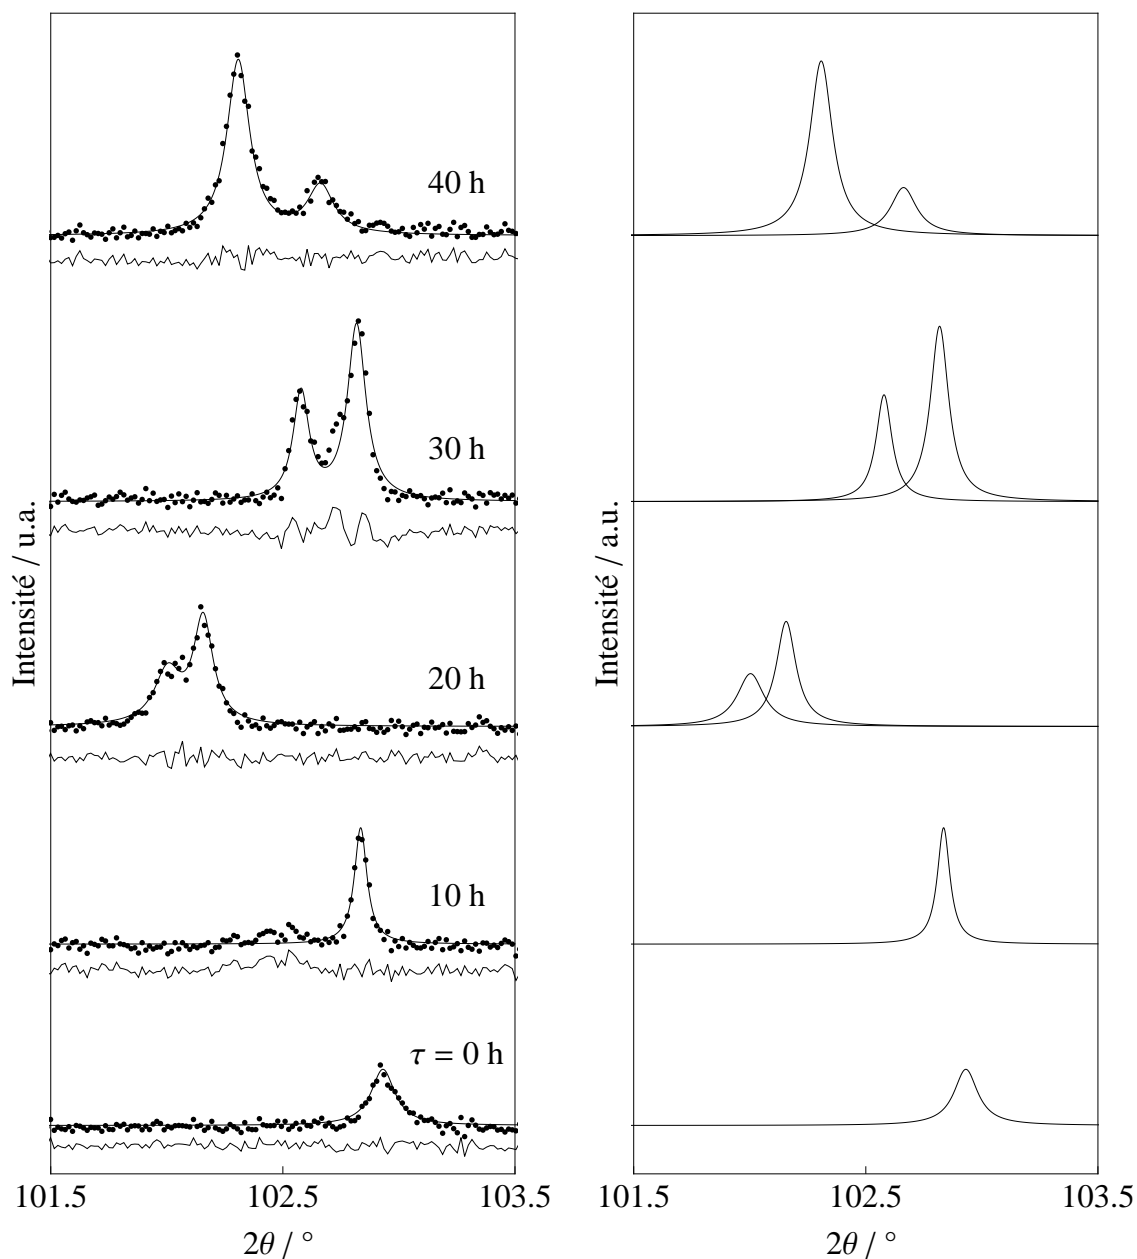 Intensité / u.a.
40 h
30 h
20 h
10 h
τ = 0 h
101.5 102.5 103.5
2θ / °
Intensité / a.u.
101.5 102.5 103.5
2θ / °